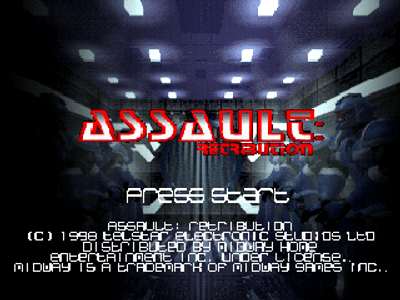 ASSAULT:
RETRIBUTION
PRESS START
ASSAULT: RETRIBUTION
(C) 1998 TELSTAR ELECTRONIC STUDIOS LTD
DISTRIBUTED BY MIDWAY HOME
ENTERTAINMENT INC. UNDER LICENSE..
MIDWAY IS A TRADEMARK OF MIDWAY GAMES INC..